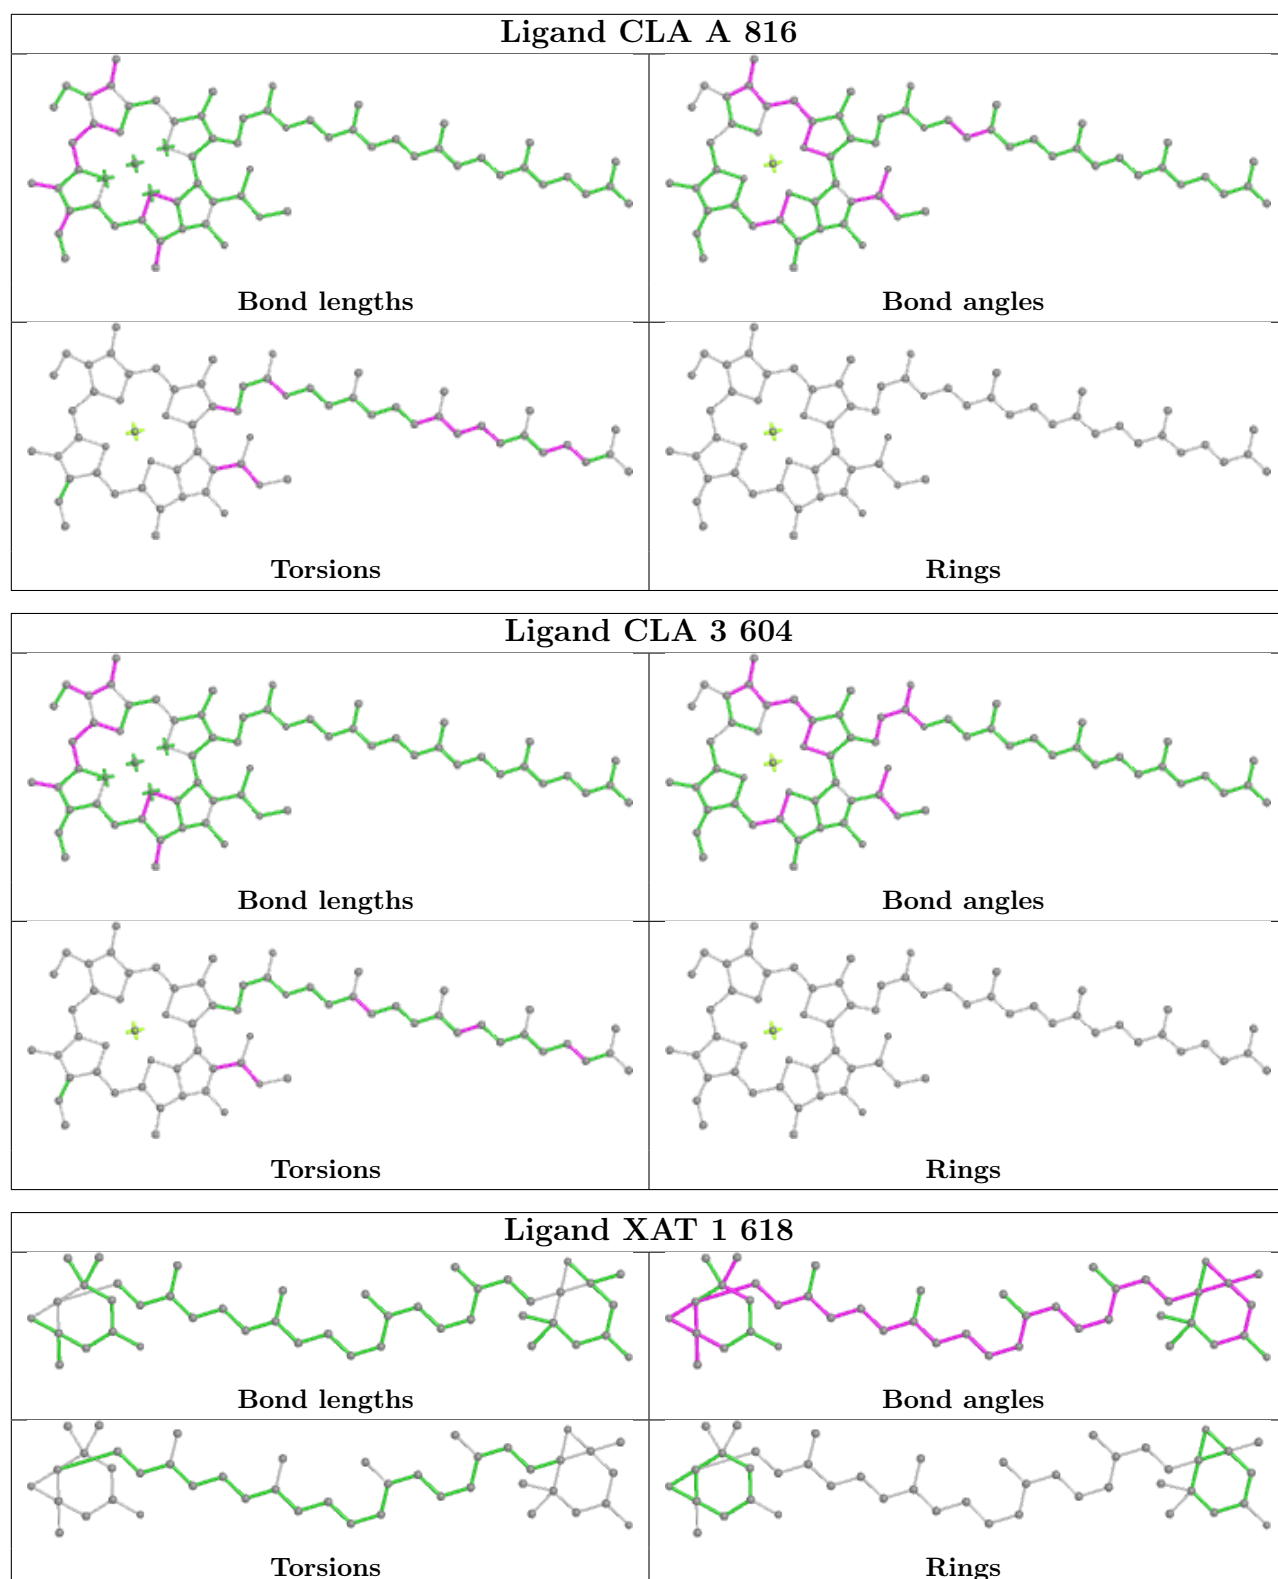 Ligand CLA A 816
Bond lengths
Bond angles
Torsions
Rings
Ligand CLA 3 604
Bond lengths
Bond angles
Torsions
Rings
Ligand XAT 1 618
Bond lengths
Bond angles
Torsions
Rings